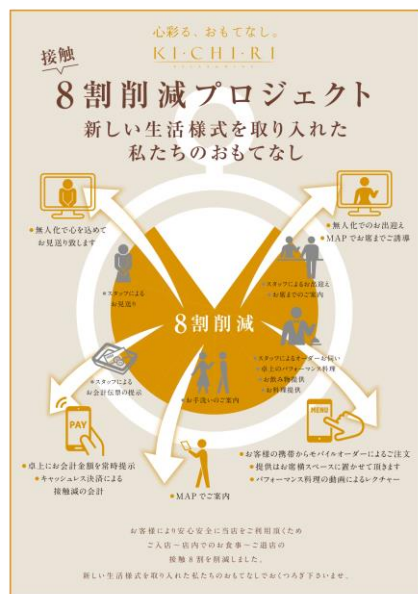 心彩る、おもてなし。
KICHIRI
接触
8割削減プロジェクト
新しい生活様式を取り入れた
私たちのおもてなし
●無人化で心を込めて
お見送り致します
●無人でのお出迎え
●MAPでお席までご誘導
●スタッフによる
お見送り
●スタッフによるお出迎え
●お席までのご案内
8割削減
●スタッフによる
お会計伝票の提示
●お手洗いのご案内
●スタッフによるオーダーお伺い
●卓上のパフォーマンス料理
●お飲み物提供
●お料理提供
PAY
MENU
●卓上にお会計金額を常時提示
●キャッシュレス決済による
接触減の会計
●MAPでご案内
●お客様の携帯からモバイルオーダーによるご注文
●提供はお席横スペースに置かせて頂きます
●パフォーマンス料理の動画によるレクチャー
お客様により安心安全に当店をご利用頂くため
ご入店～店内でのお食事～ご退店の
接触8割を削減しました。
新しい生活様式を取り入れた私たちのおもてなしでおくつろぎ下さいませ。